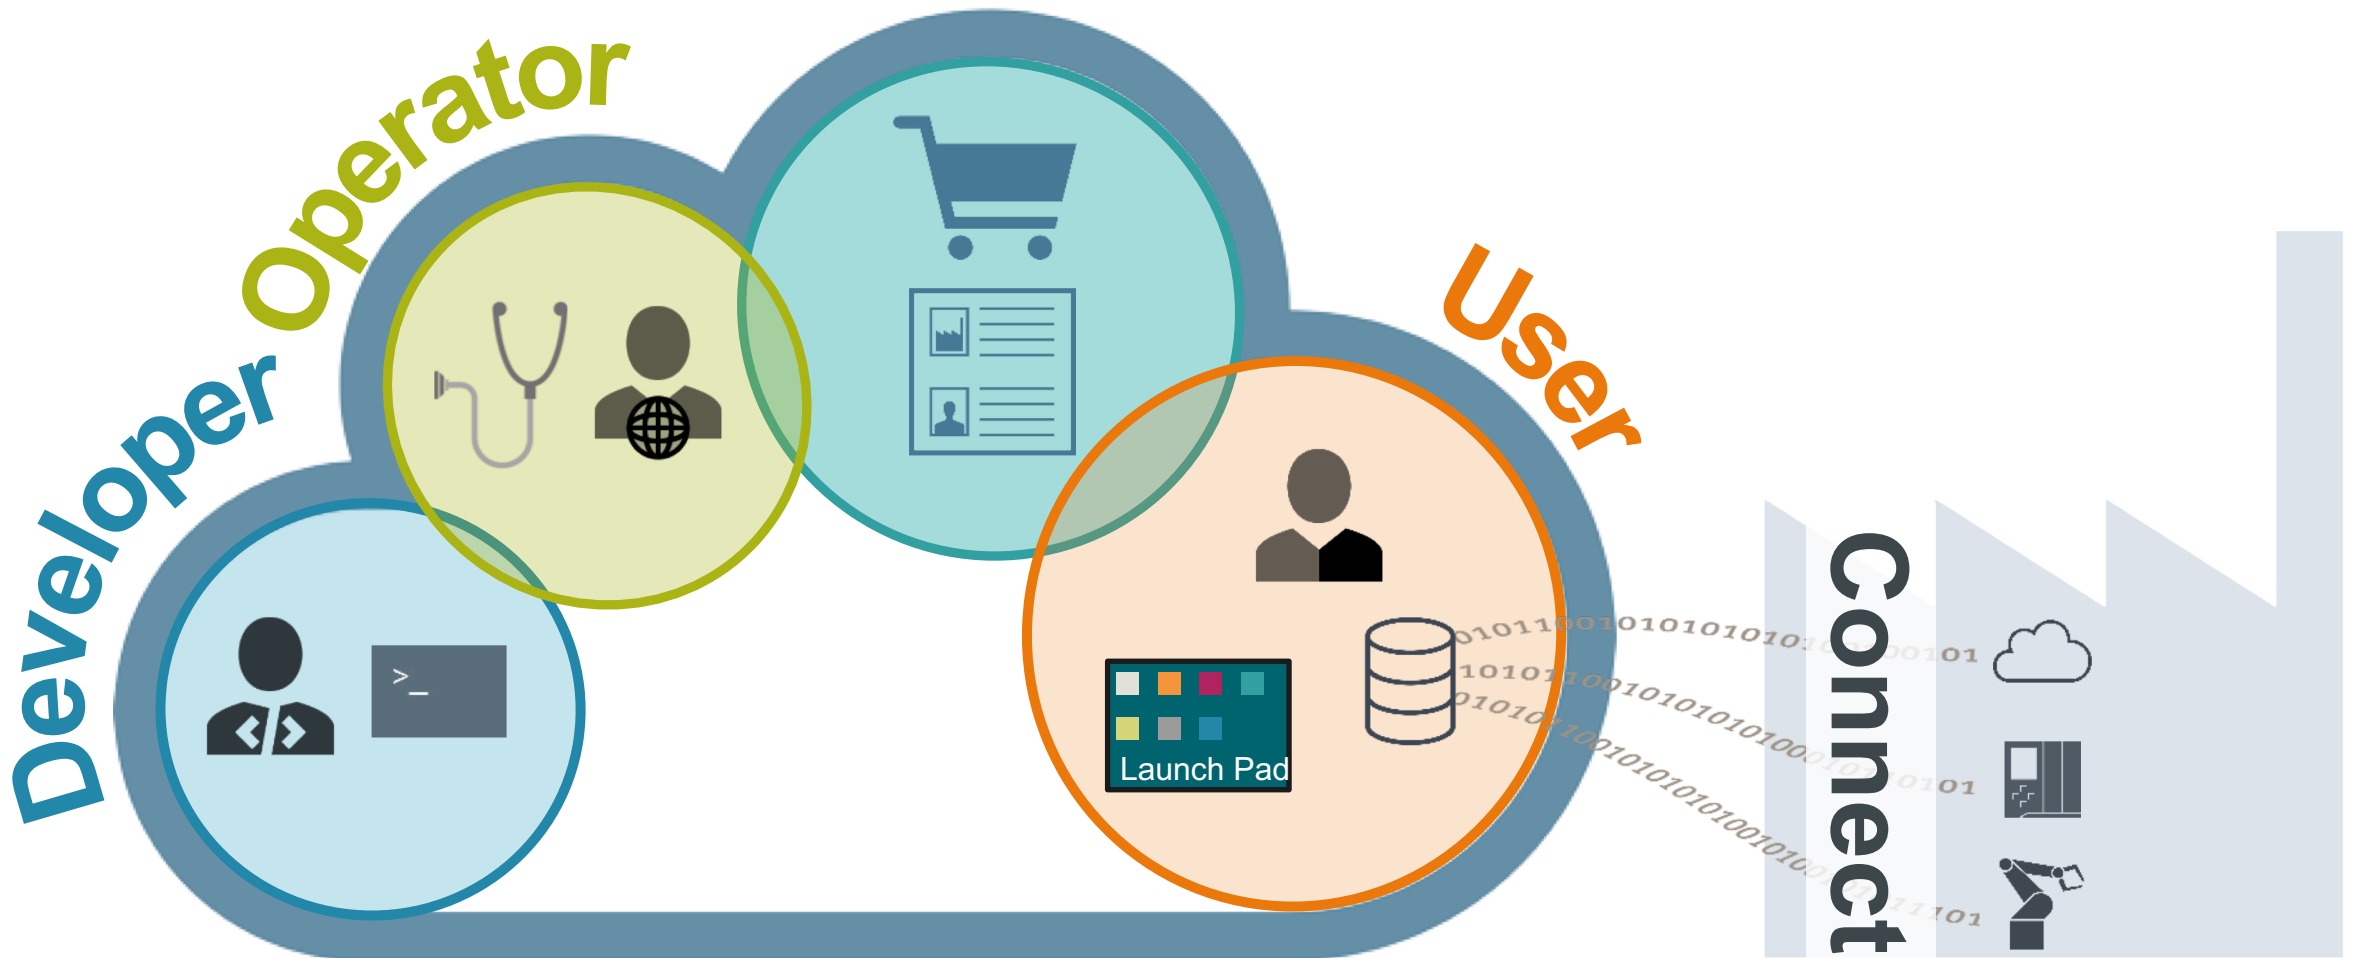 Developer
Operator
User
>_
Launch Pad
Connect